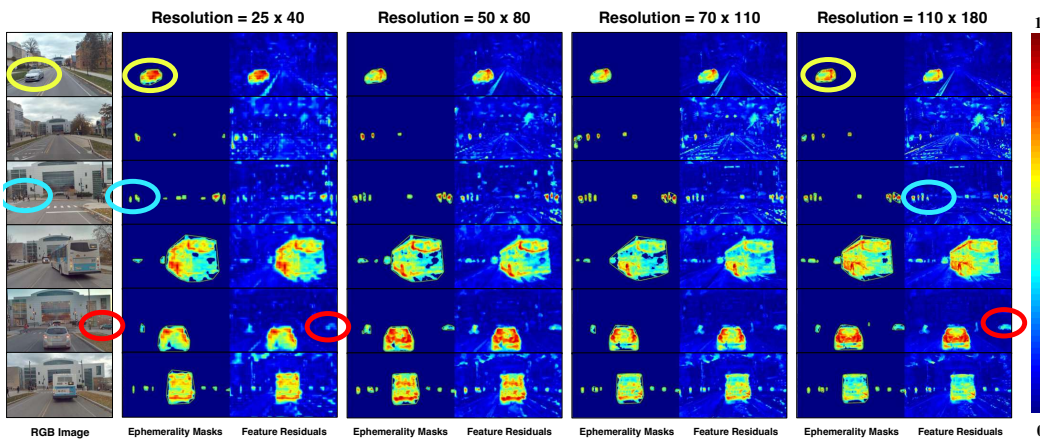 Resolution = 25 x 40 Resolution = 50 x 80 Resolution = 70 x 110 Resolution = 110 x 180
1
0
RGB Image Ephemerality Masks Feature Residuals Ephemerality Masks Feature Residuals Ephemerality Masks Feature Residuals Ephemerality Masks Feature Residuals